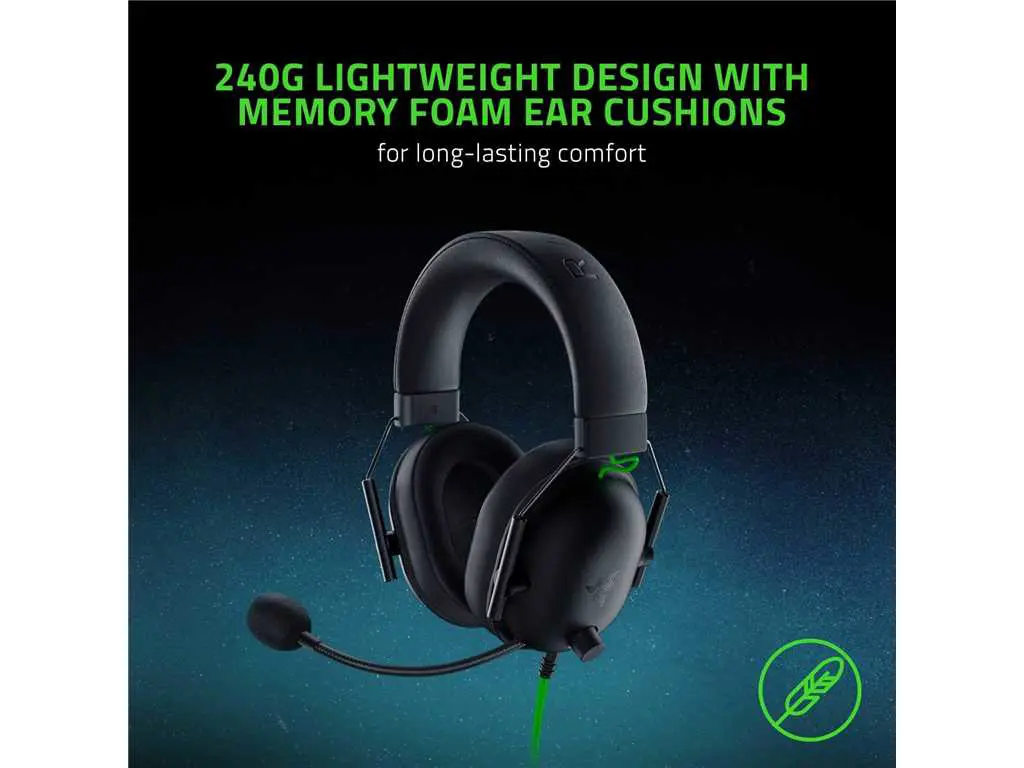 240G LIGHTWEIGHT DESIGN WITH
MEMORY FOAM EAR CUSHIONS
for long-lasting comfort